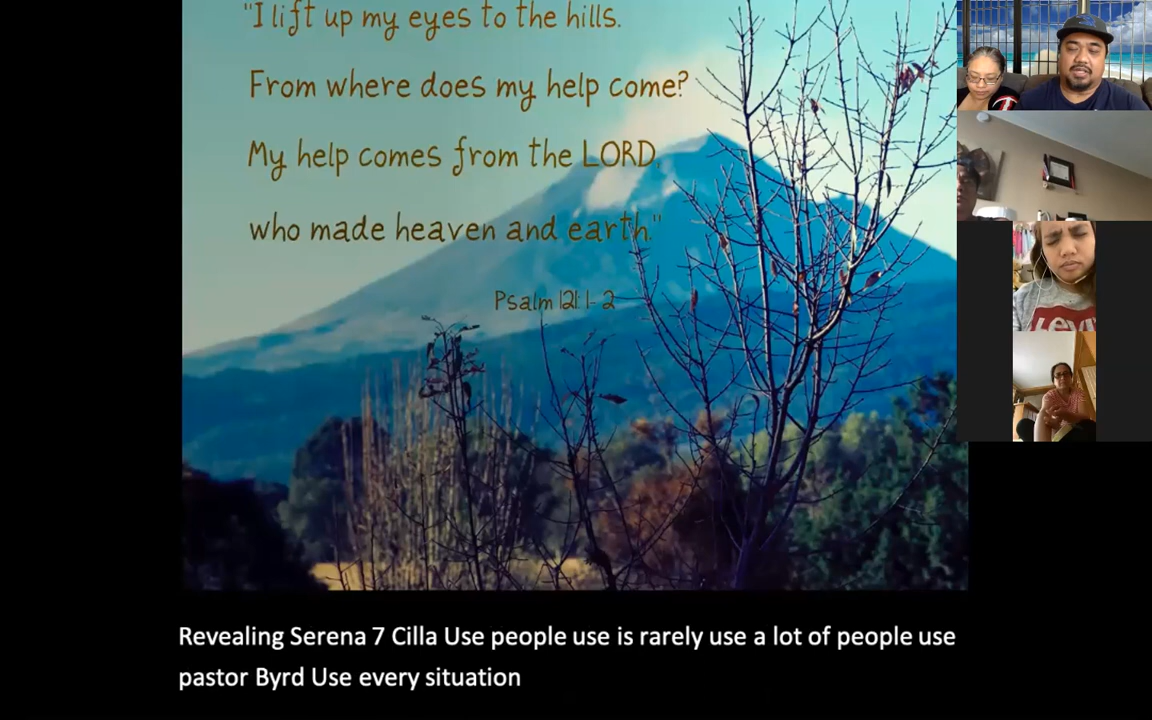 "I lift up my eyes to the hills.
From where does my help come?
My help comes from the LORD
who made heaven and earth."
Psalm 121:1-2
Revealing Serena 7 Cilla Use people use is rarely use a lot of people use
pastor Byrd Use every situation